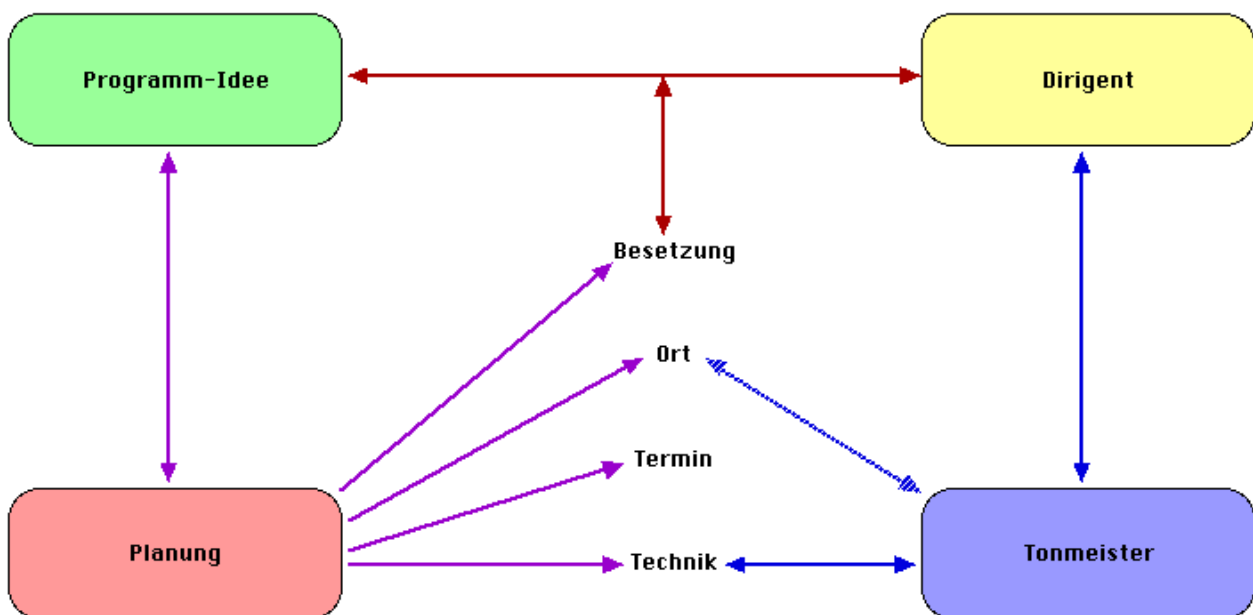 Programm-Idee
Dirigent
Besetzung
Ort
Termin
Planung
Technik
Tonmeister